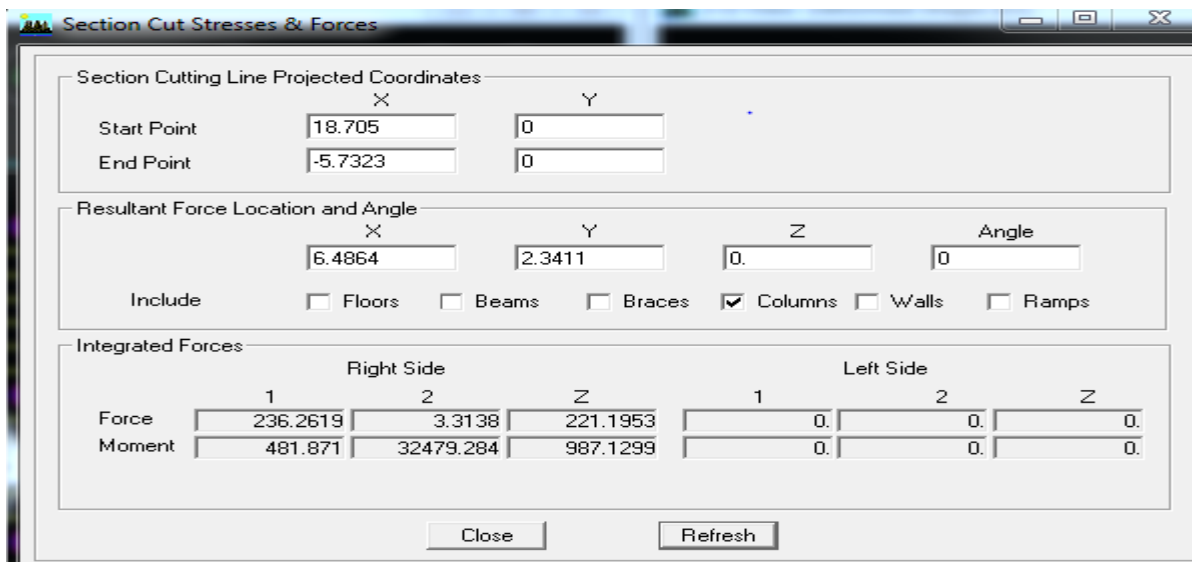 Section Cut Stresses & Forces
Section Cutting Line Projected Coordinates
X Y
Start Point 18.705 0
End Point -5.7323 0
Resultant Force Location and Angle
X Y Z Angle
6.4864 2.3411 0. 0
Include Floors Beams Braces Columns Walls Ramps
Integrated Forces
Right Side Left Side
1 2 Z 1 2 Z
Force 236.2619 3.3138 221.1953 0. 0. 0.
Moment 481.871 32479.284 987.1299 0. 0. 0.
Close Refresh